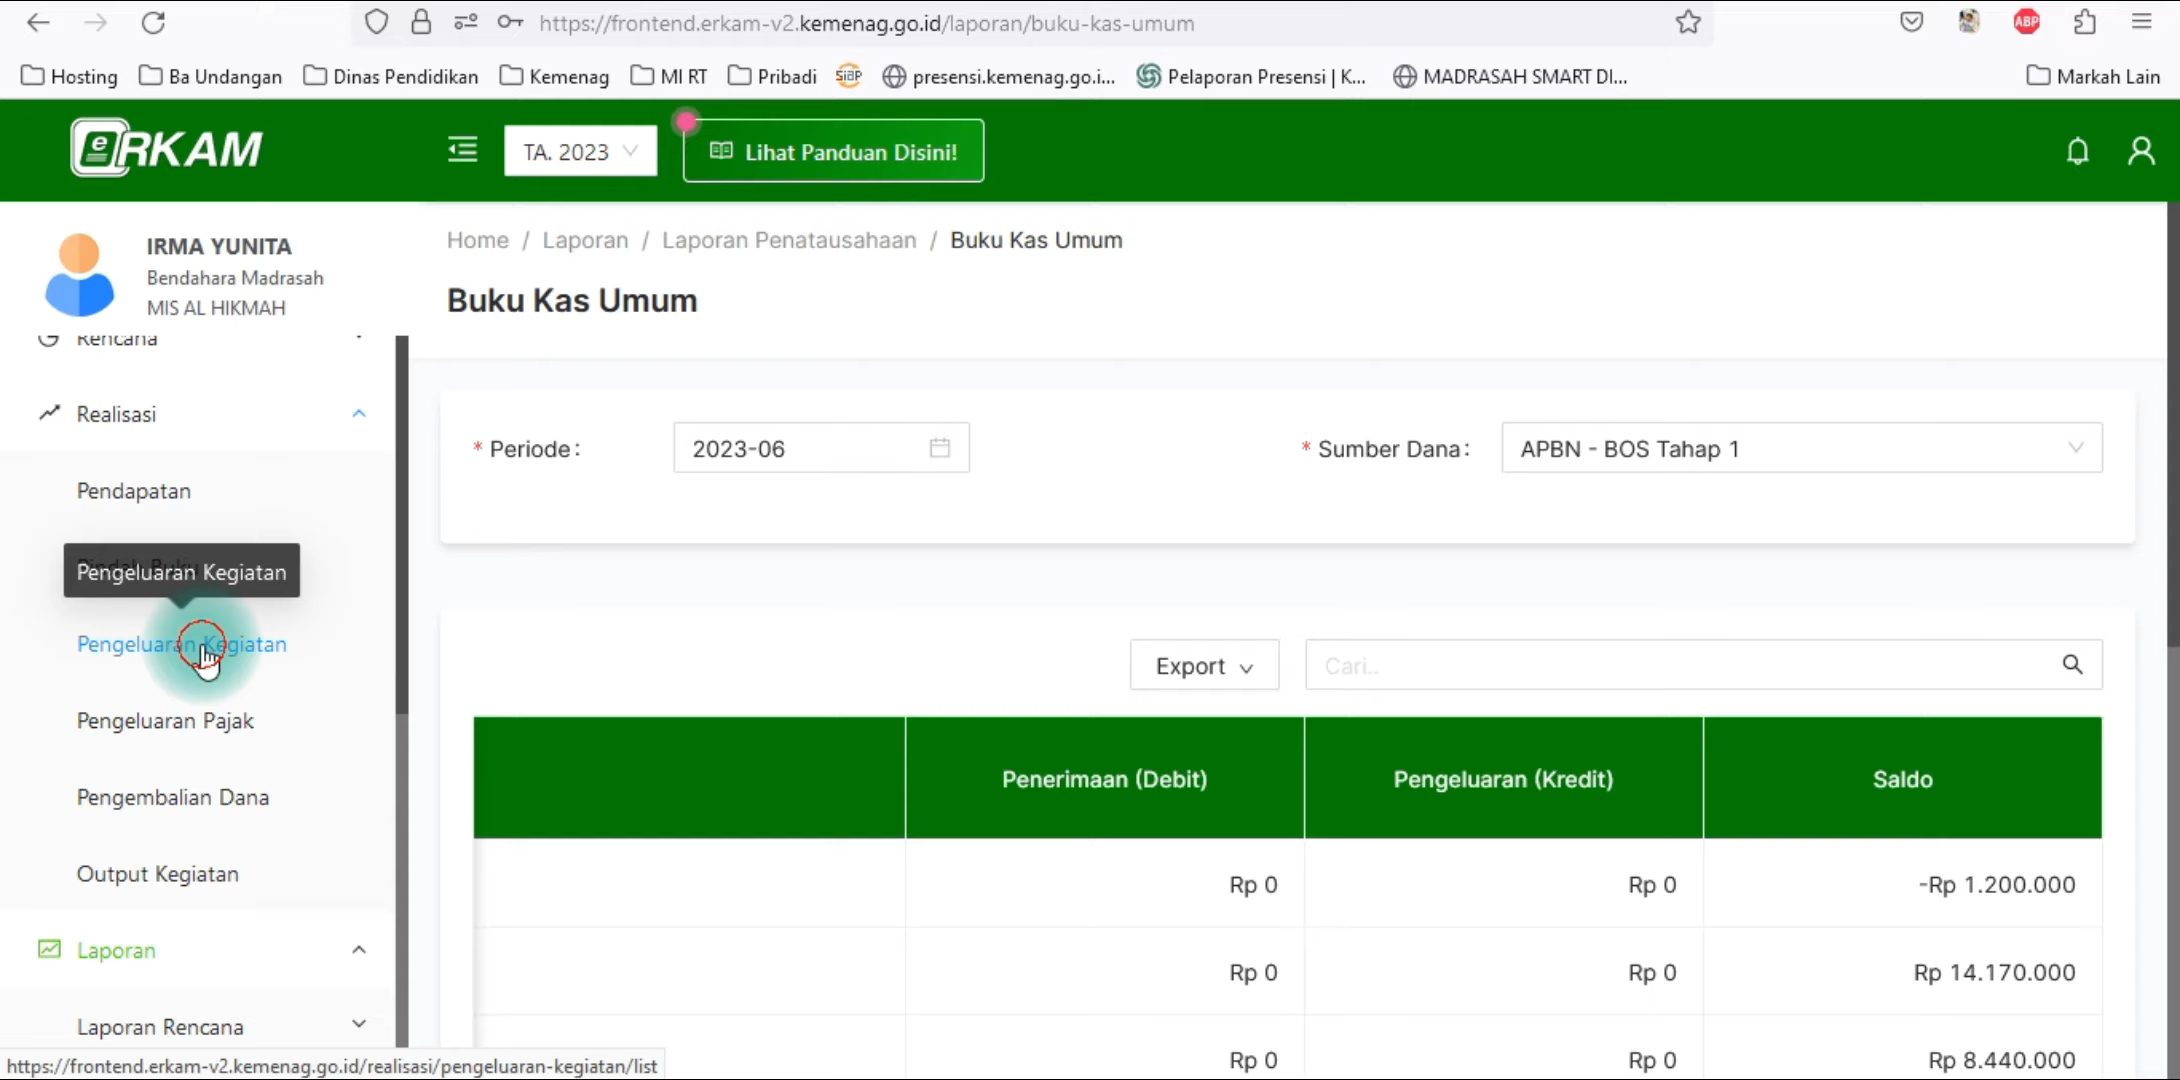 https://frontend.erkam-v2.kemenag.go.id/laporan/buku-kas-umum
ABP
Hosting
Ba Undangan
Dinas Pendidikan
Kemenag
MI RT
Pribadi
SIAP
presensi.kemenag.go.i...
Pelaporan Presensi | K...
MADRASAH SMART DI...
Markah Lain
eRKAM
TA. 2023
Lihat Panduan Disini!
IRMA YUNITA
Bendahara Madrasah
MIS AL HIKMAH
Home / Laporan / Laporan Penatausahaan / Buku Kas Umum
Buku Kas Umum
Rencana
Realisasi
Pendapatan
Pengeluaran Kegiatan
Pengeluaran Kegiatan
Pengeluaran Pajak
Pengembalian Dana
Output Kegiatan
Laporan
Laporan Rencana
* Periode :
2023-06
* Sumber Dana :
APBN - BOS Tahap 1
Export
Cari..
Penerimaan (Debit)
Pengeluaran (Kredit)
Saldo
Rp 0
Rp 0
-Rp 1.200.000
Rp 0
Rp 0
Rp 14.170.000
Rp 0
Rp 0
Rp 8.440.000
https://frontend.erkam-v2.kemenag.go.id/realisasi/pengeluaran-kegiatan/list